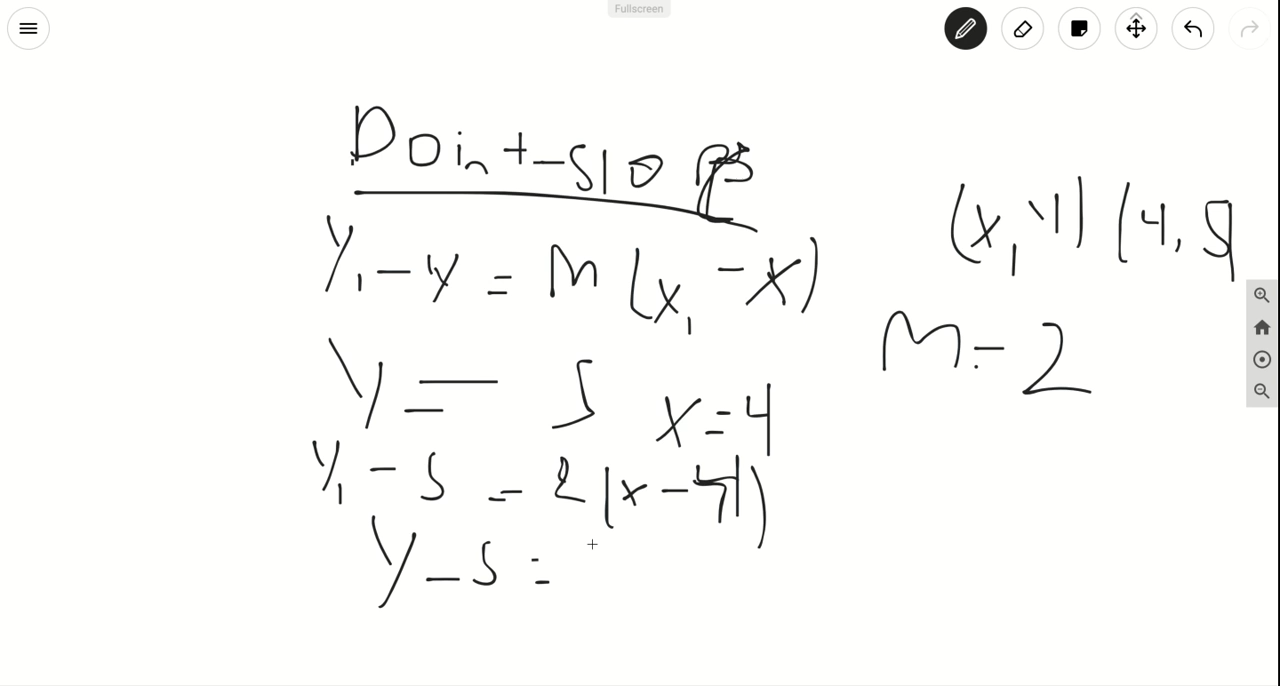 Fullscreen
Point-slope
y₁ - y = m(x₁ - x)
(x, y) (4, 5
m = 2
y = 5 x = 4
y₁ - 5 = 2(x - 4)
y - 5 =